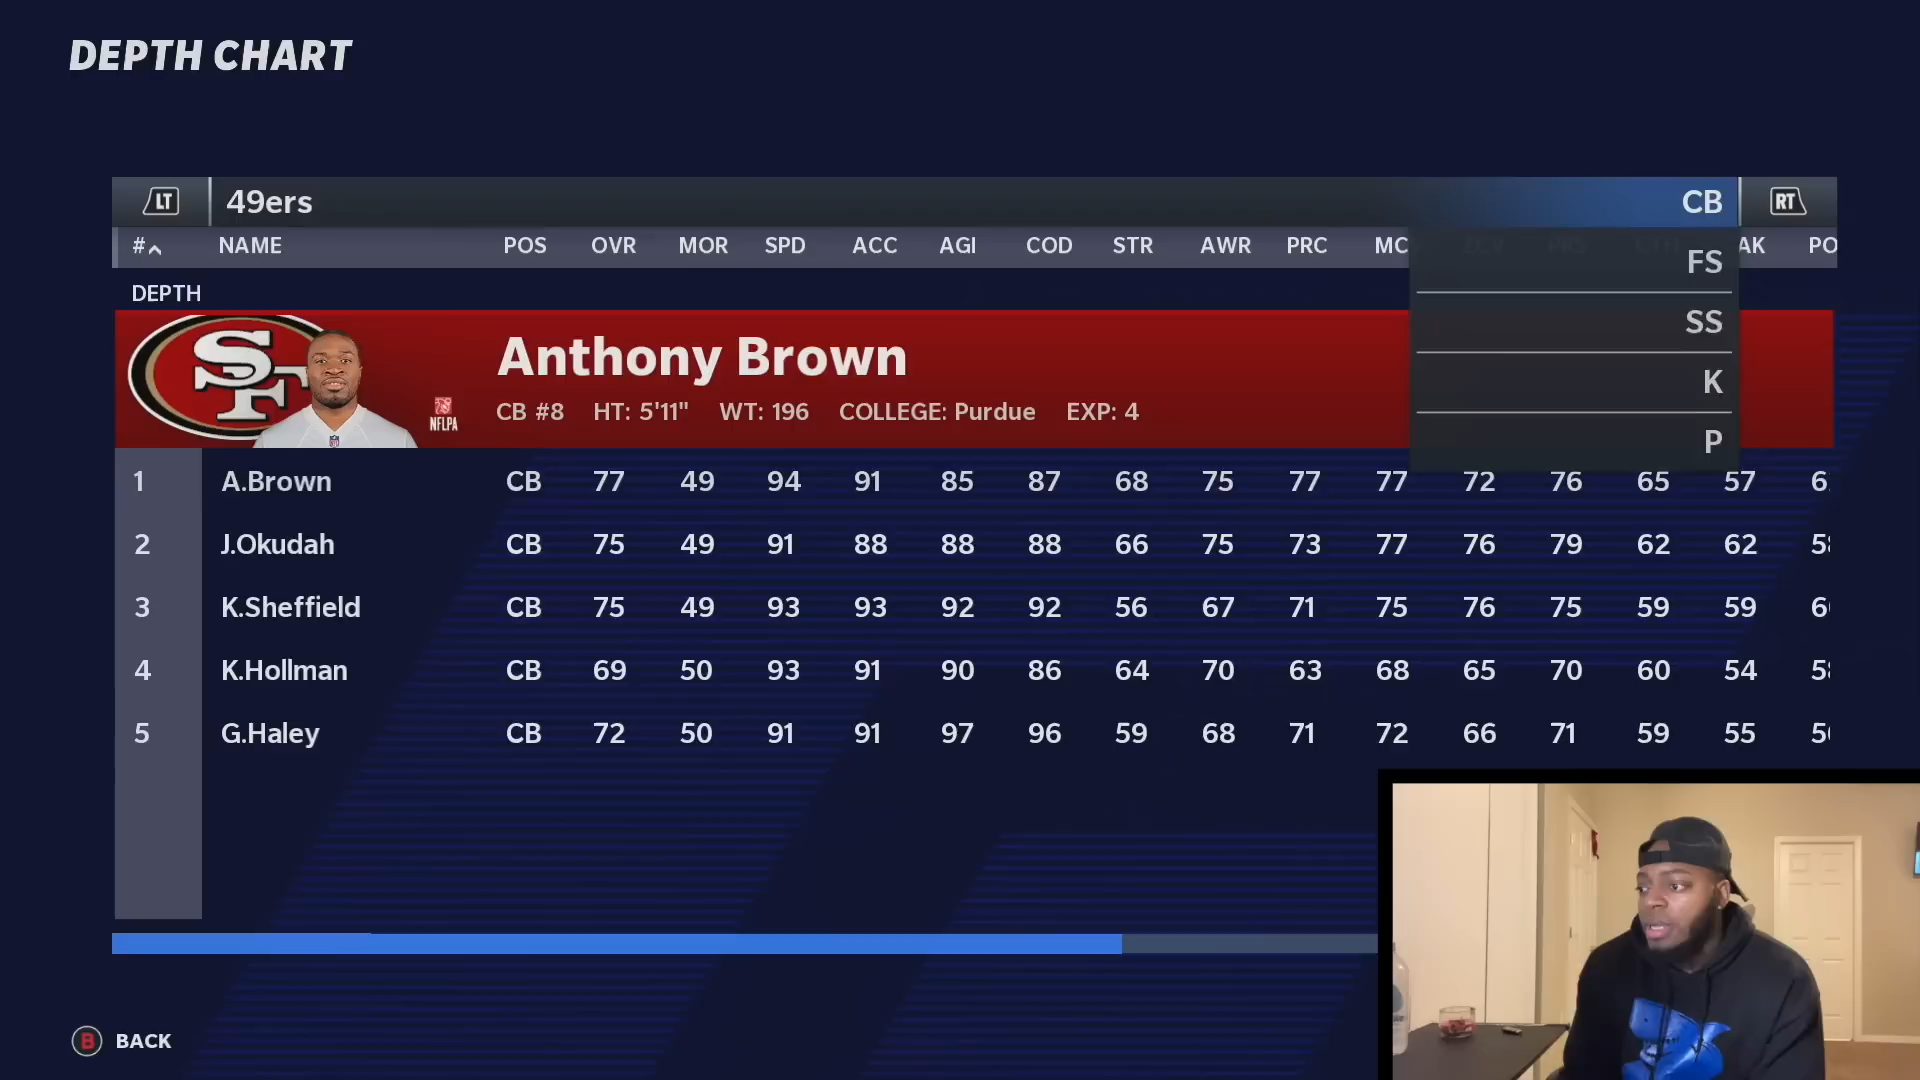 DEPTH CHART
LT 49ers CB RT
# NAME POS OVR MOR SPD ACC AGI COD STR AWR PRC MC AK PO
FS
DEPTH
SS
SF
NFLPA
Anthony Brown
K
CB #8 HT: 5'11" WT: 196 COLLEGE: Purdue EXP: 4
P
1 A.Brown CB 77 49 94 91 85 87 68 75 77 77 72 76 65 57
2 J.Okudah CB 75 49 91 88 88 88 66 75 73 77 76 79 62 62
3 K.Sheffield CB 75 49 93 93 92 92 56 67 71 75 76 75 59 59
4 K.Hollman CB 69 50 93 91 90 86 64 70 63 68 65 70 60 54
5 G.Haley CB 72 50 91 91 97 96 59 68 71 72 66 71 59 55
B BACK